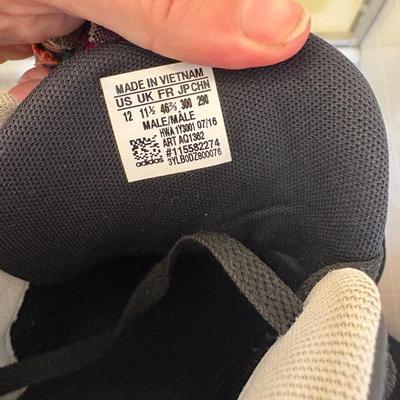 MADE IN VIETNAM
US UK FR JP CHN
12 11½ 46⅔ 300 290
MALE/MALE
HWA 1Y3001 07/16
ART AQ1362
#115582274
adidas 3YLB0DZ800076